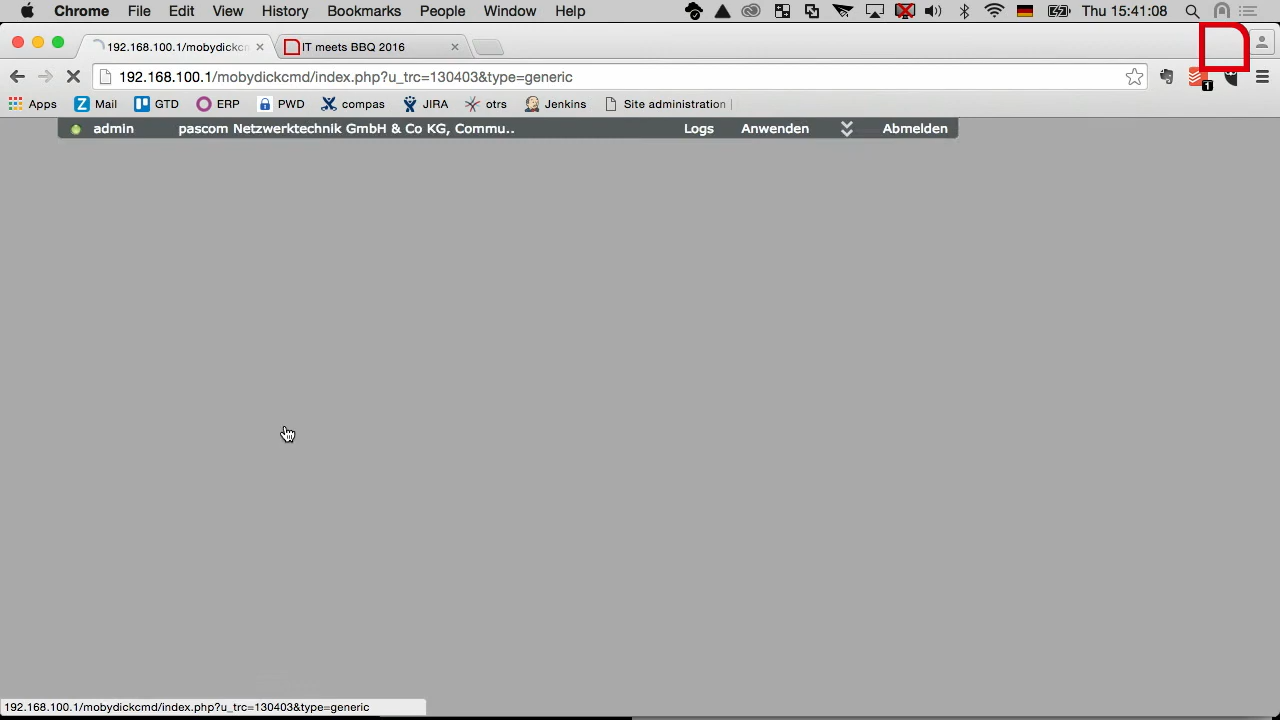 Chrome File Edit View History Bookmarks People Window Help Thu 15:41:08
192.168.100.1/mobydickcm IT meets BBQ 2016
192.168.100.1/mobydickcmd/index.php?u_trc=130403&type=generic
1
Apps Mail GTD ERP PWD compas JIRA otrs Jenkins Site administration
admin pascom Netzwerktechnik GmbH & Co KG, Commu.. Logs Anwenden Abmelden
192.168.100.1/mobydickcmd/index.php?u_trc=130403&type=generic